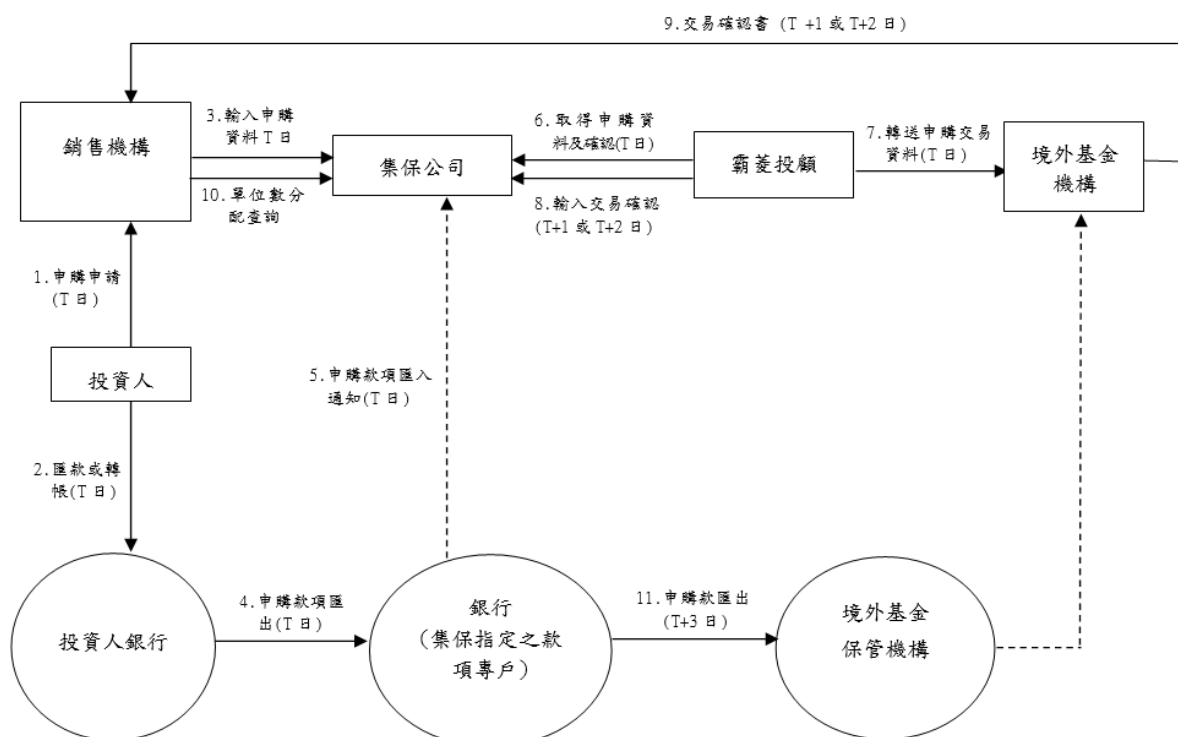 9.交易確認書 (T +1 或 T+2 日)
3.輸入申購
資料 T 日
銷售機構
10.單位數分
配查詢
集保公司
6.取得申購資
料及確認(T 日)
8.輸入交易確認
(T+1 或 T+2 日)
霸菱投顧
7.轉送申購交易
資料(T 日)
境外基金
機構
1.申購申請
(T 日)
投資人
5.申購款項匯入
通知(T 日)
2.匯款或轉
帳(T 日)
投資人銀行
4.申購款項匯
出(T 日)
銀行
(集保指定之款
項專戶)
11.申購款匯出
(T+3 日)
境外基金
保管機構